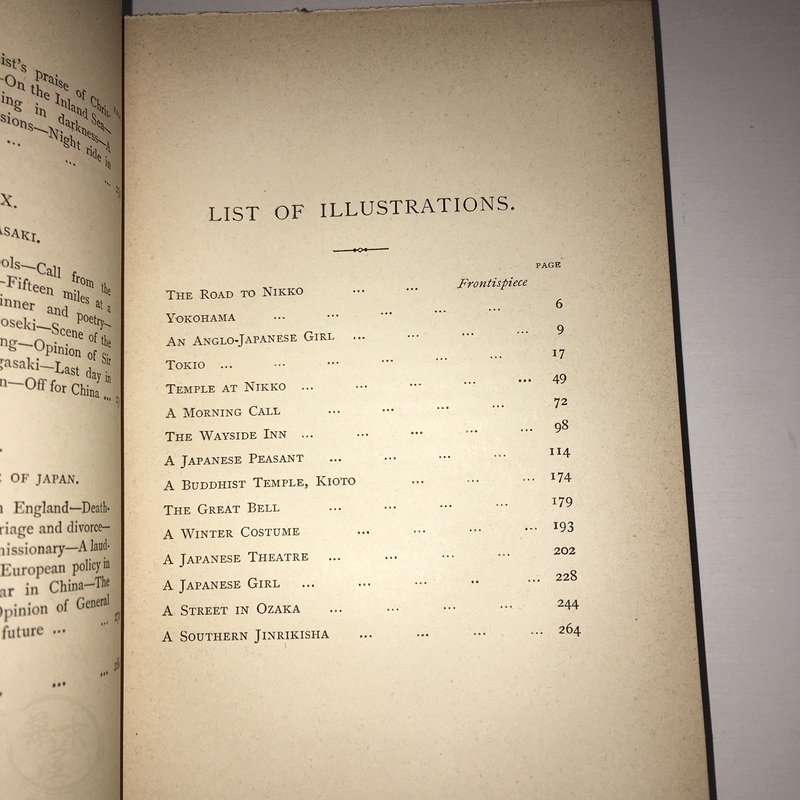 ist's praise of Chris-
—On the Inland Sea—
ing in darkness—A
sions—Night ride in
... ... ...
X.
ASAKI.
ols—Call from the
—Fifteen miles at a
inner and poetry—
oseki—Scene of the
ng—Opinion of Sir
gasaki—Last day in
n—Off for China ...
OF JAPAN.
England—Death-
riage and divorce—
issionary—A laud-
European policy in
ar in China—The
Opinion of General
future ... ...
... ...
LIST OF ILLUSTRATIONS.
PAGE
THE ROAD TO NIKKO ... ... Frontispiece
YOKOHAMA ... ... ... ... ... 6
AN ANGLO-JAPANESE GIRL ... ... ... ... 9
TOKIO ... ... ... ... ... 17
TEMPLE AT NIKKO ... ... ... ... ... 49
A MORNING CALL ... ... ... ... 72
THE WAYSIDE INN ... ... ... ... 98
A JAPANESE PEASANT ... ... ... ... 114
A BUDDHIST TEMPLE, KIOTO ... ... ... 174
THE GREAT BELL ... ... ... ... 179
A WINTER COSTUME ... ... ... ... 193
A JAPANESE THEATRE ... ... ... ... 202
A JAPANESE GIRL ... ... ... .. ... 228
A STREET IN OZAKA ... ... ... ... 244
A SOUTHERN JINRIKISHA ... ... ... ... 264